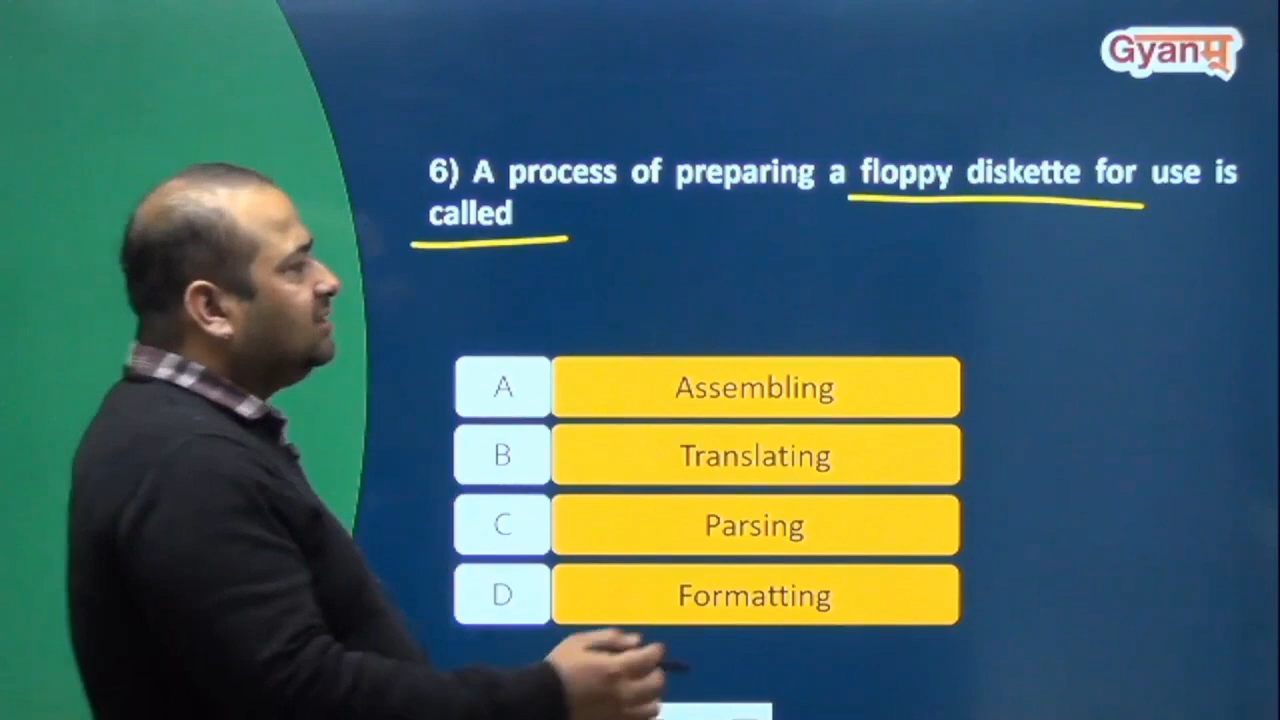 Gyanम्
6) A process of preparing a floppy diskette for use is
called
A Assembling
B Translating
C Parsing
D Formatting